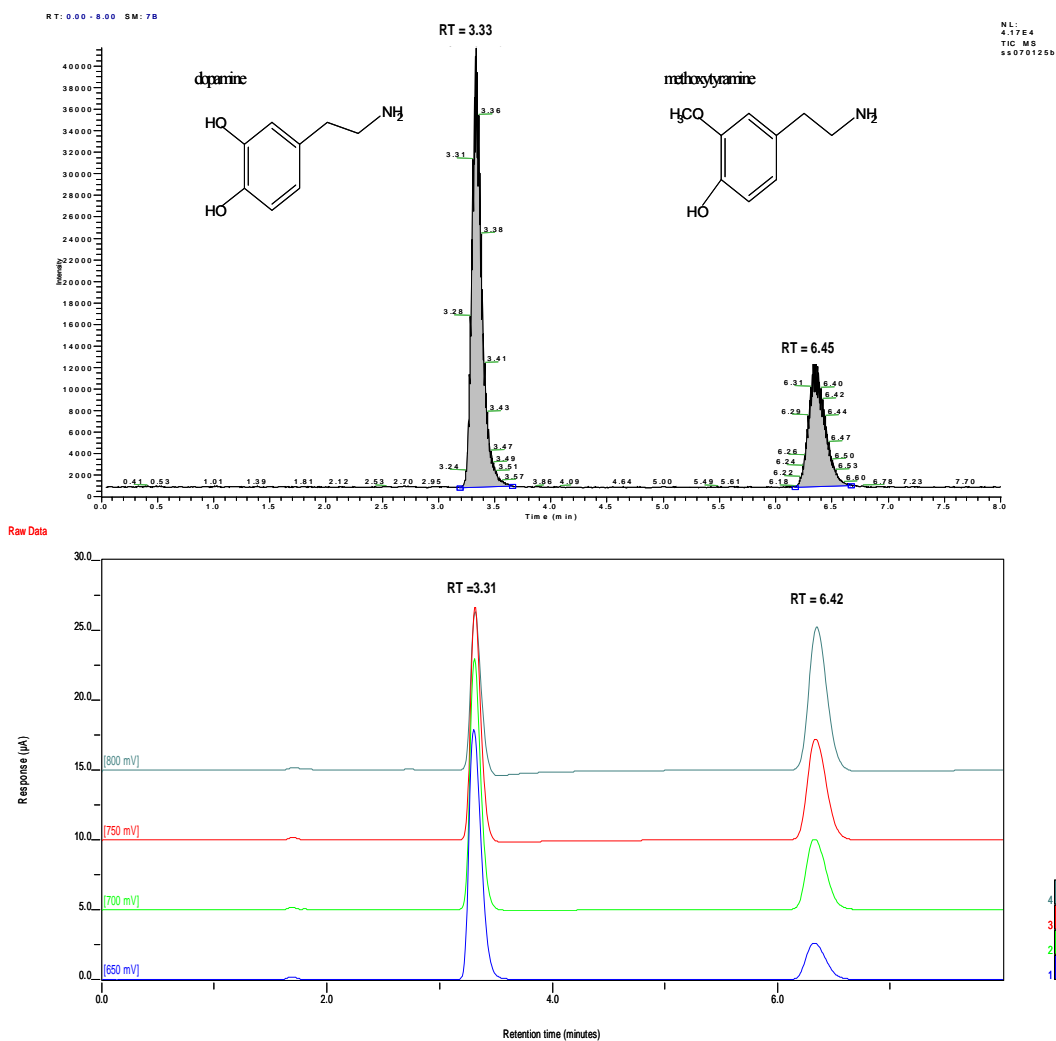 RT: 0.00 - 8.00 SM: 7B
NL:
4.17E4
TIC MS
ss070125b
RT = 3.33
dopamine
methoxytyramine
HO
NH2
HO
H3CO
NH2
HO
40000
38000
36000
34000
32000
30000
28000
26000
24000
22000
20000
18000
16000
14000
12000
10000
8000
6000
4000
2000
0
Intensity
3.36
3.31
3.38
3.28
3.41
3.43
3.47
3.49
3.24
3.51
3.57
RT = 6.45
6.31
6.40
6.42
6.29
6.44
6.47
6.26
6.50
6.24
6.53
6.22
6.60
0.41 0.53 1.01 1.39 1.81 2.12 2.53 2.70 2.95 3.86 4.09 4.64 5.00 5.49 5.61 6.18 6.78 7.23 7.70
0.0 0.5 1.0 1.5 2.0 2.5 3.0 3.5 4.0 4.5 5.0 5.5 6.0 6.5 7.0 7.5 8.0
Time (min)
Raw Data
30.0
25.0
20.0
15.0
10.0
5.0
0.0
Response (µA)
RT =3.31
RT = 6.42
[800 mV]
[750 mV]
[700 mV]
[650 mV]
4
3
2
1
0.0 2.0 4.0 6.0
Retention time (minutes)